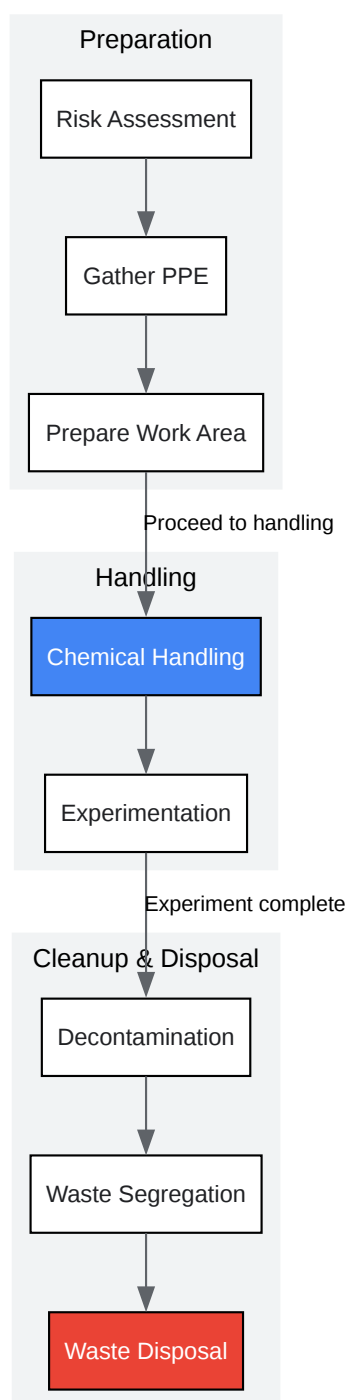 Preparation
Risk Assessment
Gather PPE
Prepare Work Area
Proceed to handling
Handling
Chemical Handling
Experimentation
Experiment complete
Cleanup & Disposal
Decontamination
Waste Segregation
Waste Disposal